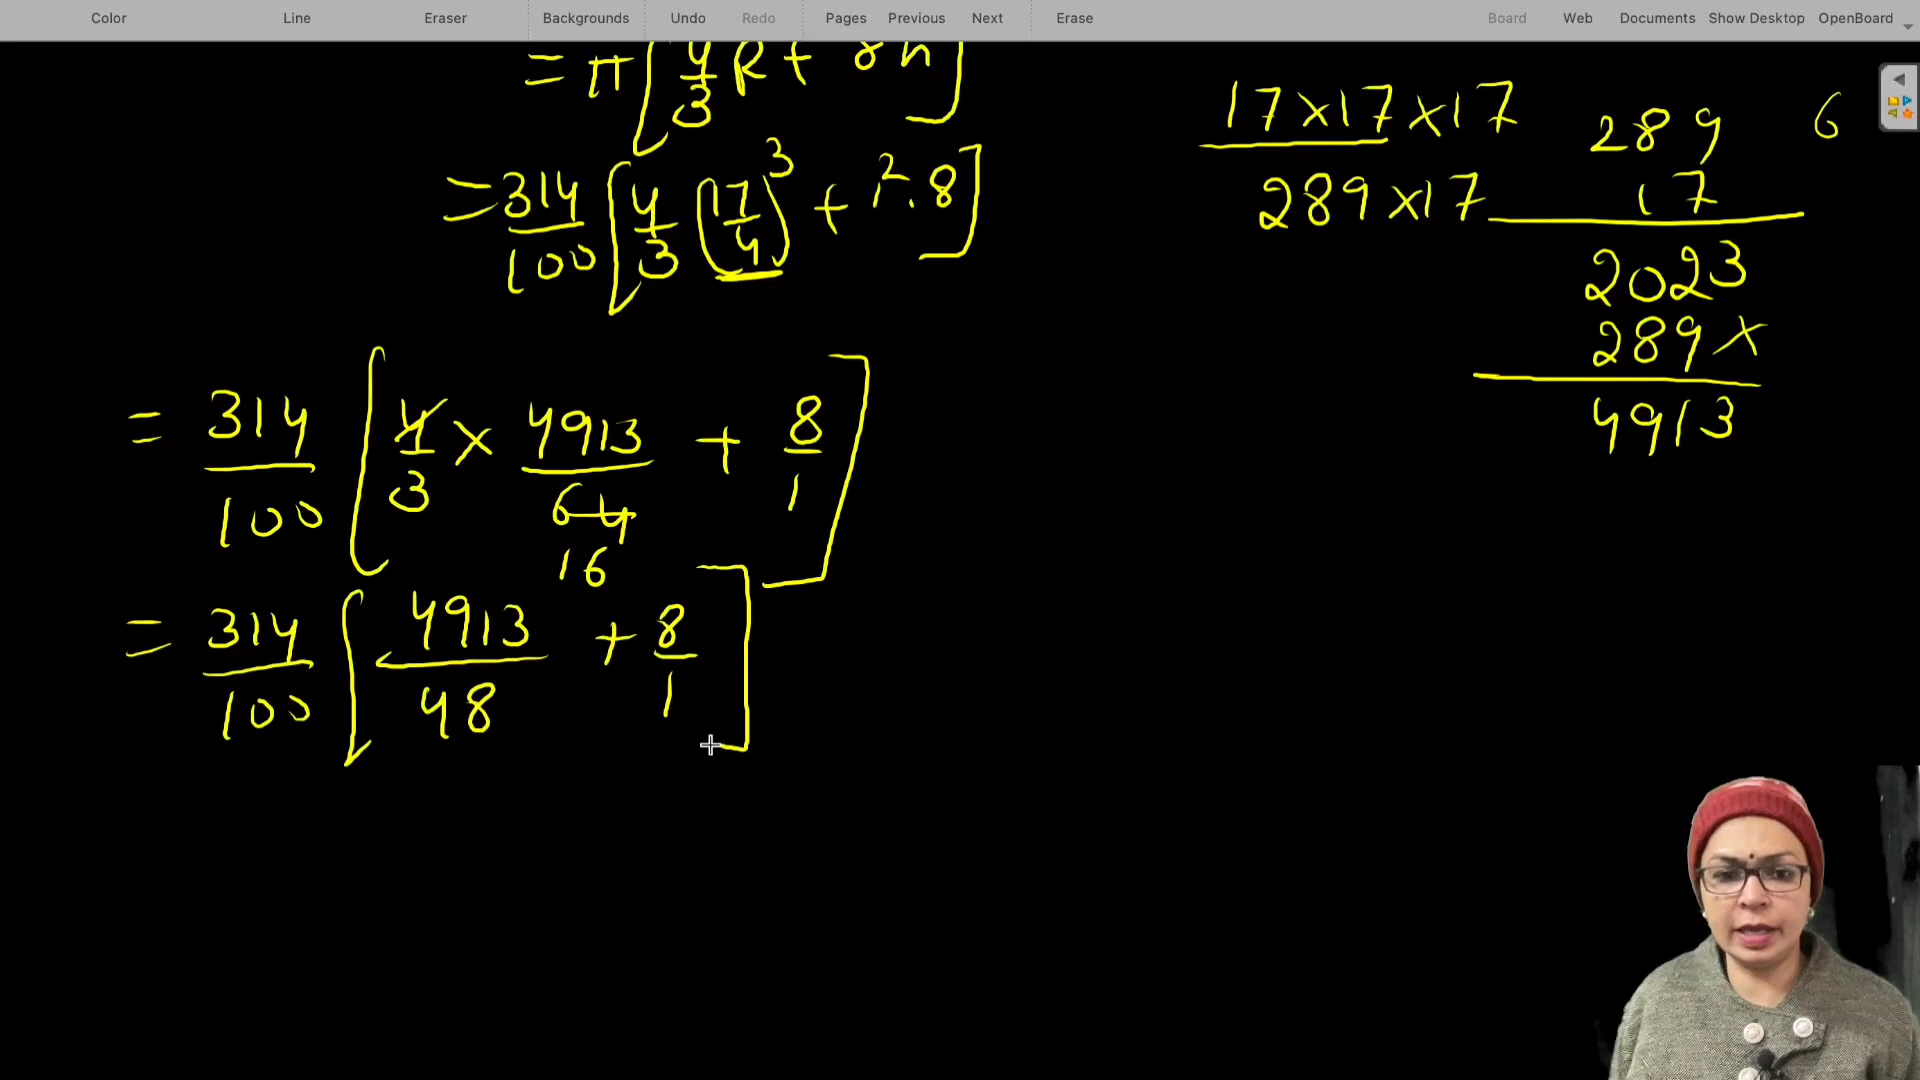 Color Line Eraser Backgrounds Undo Redo Pages Previous Next Erase Board Web Documents Show Desktop OpenBoard
= π[4/3 R +
= 314/100 [4/3 (17/4)³ + 1². 8]
= 314/100 [4/3 × 4913/64 + 8/1]
16
= 314/100 [4913/48 + 8/1]
17×17×17
289×17
289
17
2023
289×
4913
6